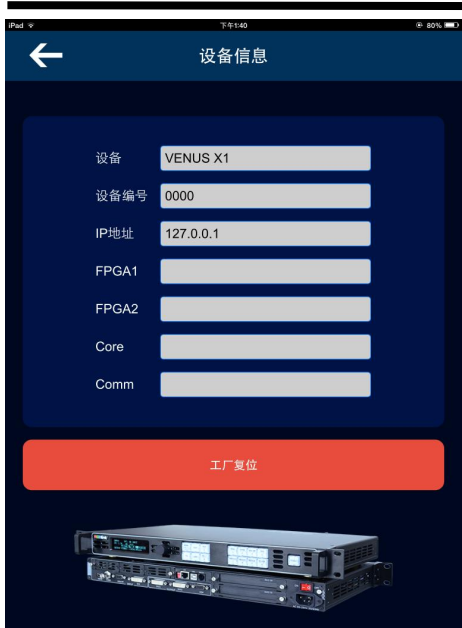 iPad 下午1:40 80%
设备信息
设备 VENUS X1
设备编号 0000
IP地址 127.0.0.1
FPGA1
FPGA2
Core
Comm
工厂复位